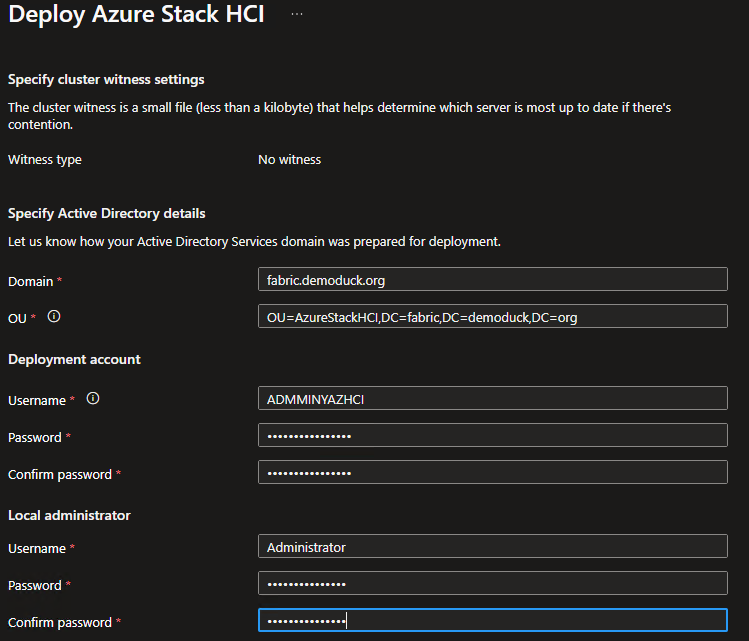 Deploy Azure Stack HCI ...
Specify cluster witness settings
The cluster witness is a small file (less than a kilobyte) that helps determine which server is most up to date if there's
contention.
Witness type No witness
Specify Active Directory details
Let us know how your Active Directory Services domain was prepared for deployment.
Domain * fabric.demoduck.org
OU * OU=AzureStackHCI,DC=fabric,DC=demoduck,DC=org
Deployment account
Username * ADMMINYAZHCI
Password * ••••••••••••••••
Confirm password * ••••••••••••••••
Local administrator
Username * Administrator
Password * •••••••••••••••
Confirm password * •••••••••••••••